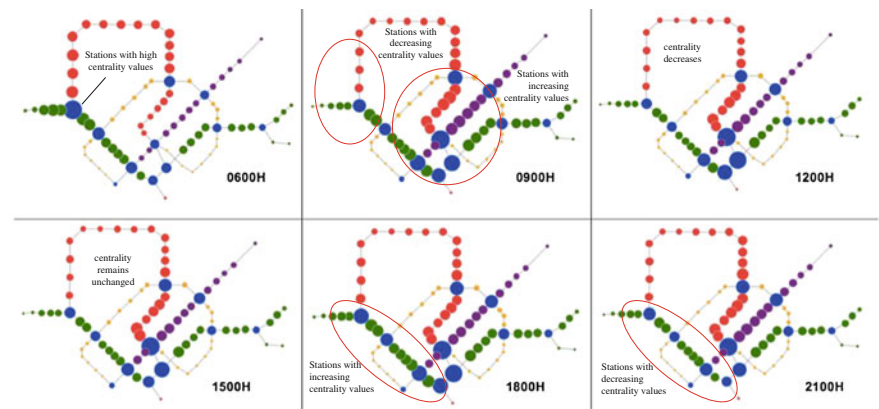 Stations with high
centrality values
0600H
Stations with
decreasing
centrality values
Stations with
increasing
centrality values
0900H
centrality
decreases
1200H
centrality
remains
unchanged
1500H
Stations with
increasing
centrality values
1800H
Stations with
decreasing
centrality values
2100H